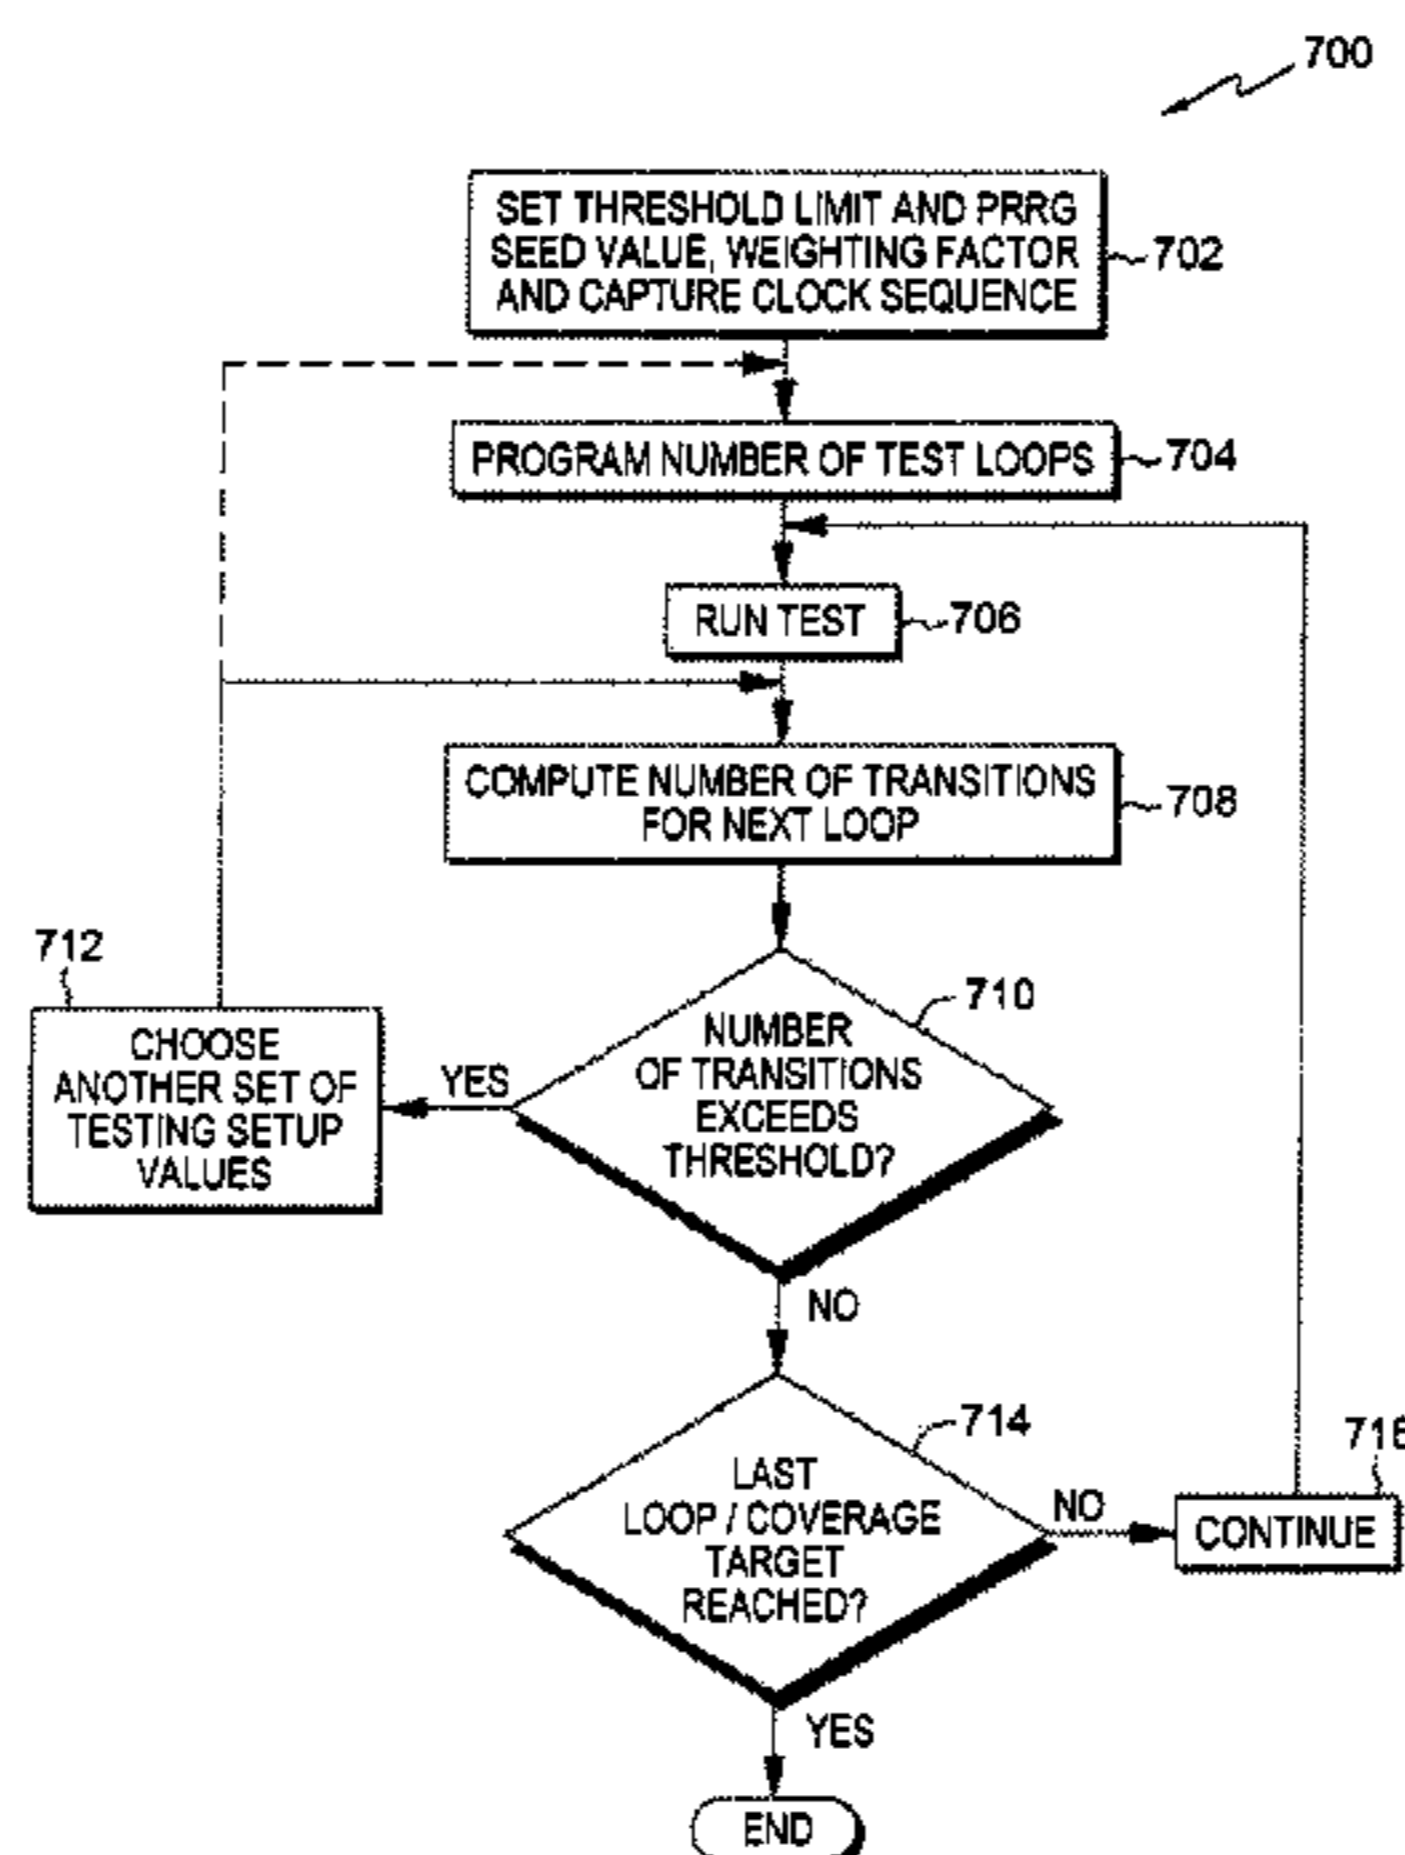 700
SET THRESHOLD LIMIT AND PRRG
SEED VALUE, WEIGHTING FACTOR
AND CAPTURE CLOCK SEQUENCE
702
PROGRAM NUMBER OF TEST LOOPS
704
RUN TEST
706
COMPUTE NUMBER OF TRANSITIONS
FOR NEXT LOOP
708
712
CHOOSE
ANOTHER SET OF
TESTING SETUP
VALUES
YES
710
NUMBER
OF TRANSITIONS
EXCEEDS
THRESHOLD?
NO
714
LAST
LOOP / COVERAGE
TARGET
REACHED?
NO
716
CONTINUE
YES
END